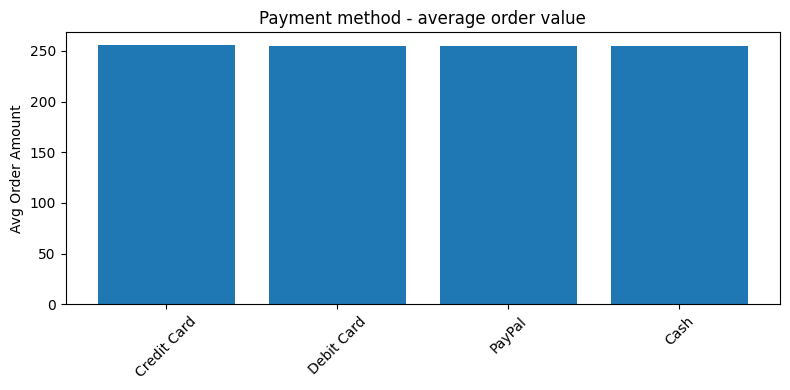 Payment method - average order value
Avg Order Amount
250
200
150
100
50
0
Credit Card
Debit Card
PayPal
Cash